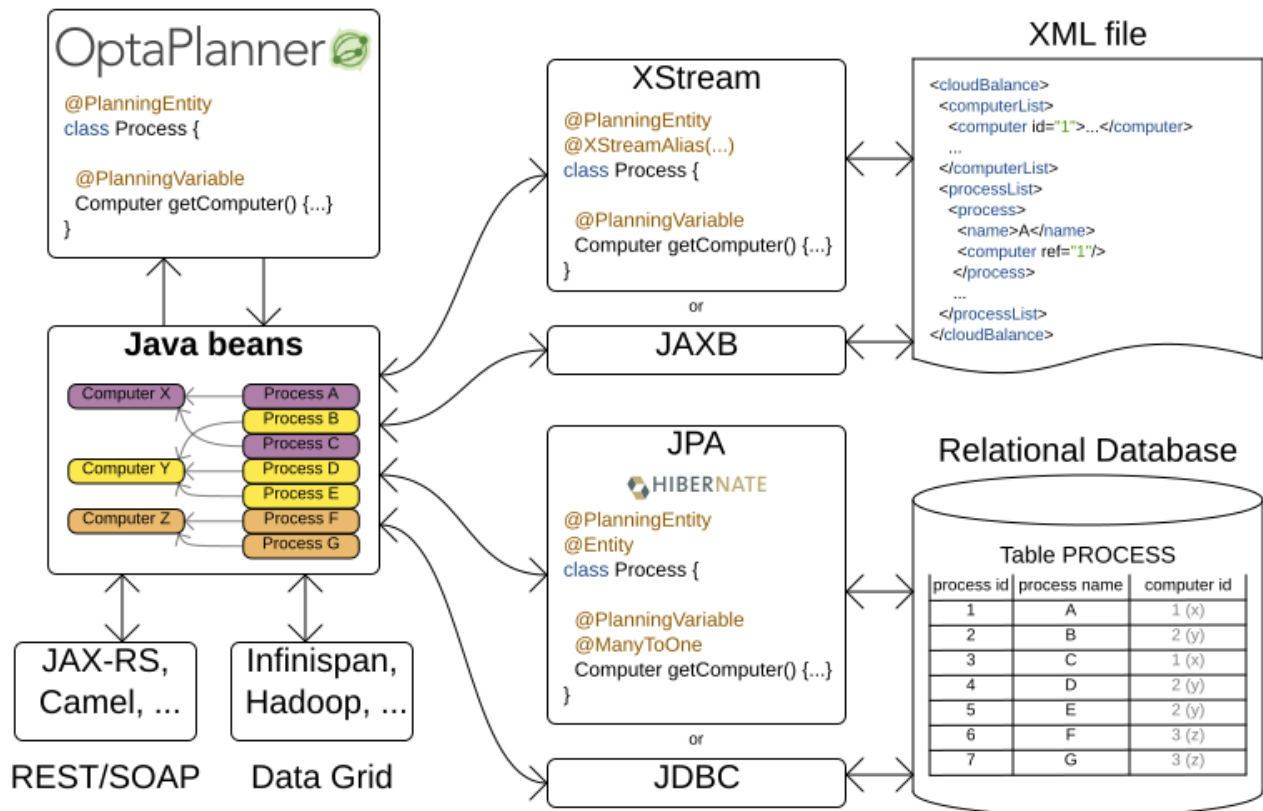 OptaPlanner
@PlanningEntity
class Process {
@PlanningVariable
Computer getComputer() {...}
}
Java beans
Computer X
Computer Y
Computer Z
Process A
Process B
Process C
Process D
Process E
Process F
Process G
JAX-RS,
Camel, ...
REST/SOAP
Infinispan,
Hadoop, ...
Data Grid
XStream
@PlanningEntity
@XStreamAlias(...)
class Process {
@PlanningVariable
Computer getComputer() {...}
}
or
JAXB
JPA
HIBERNATE
@PlanningEntity
@Entity
class Process {
@PlanningVariable
@ManyToOne
Computer getComputer() {...}
}
or
JDBC
XML file
<cloudBalance>
<computerList>
<computer id="1">...</computer>
...
</computerList>
<processList>
<process>
<name>A</name>
<computer ref="1"/>
</process>
...
</processList>
</cloudBalance>
Relational Database
Table PROCESS
process id process name computer id
1 A 1 (x)
2 B 2 (y)
3 C 1 (x)
4 D 2 (y)
5 E 2 (y)
6 F 3 (z)
7 G 3 (z)